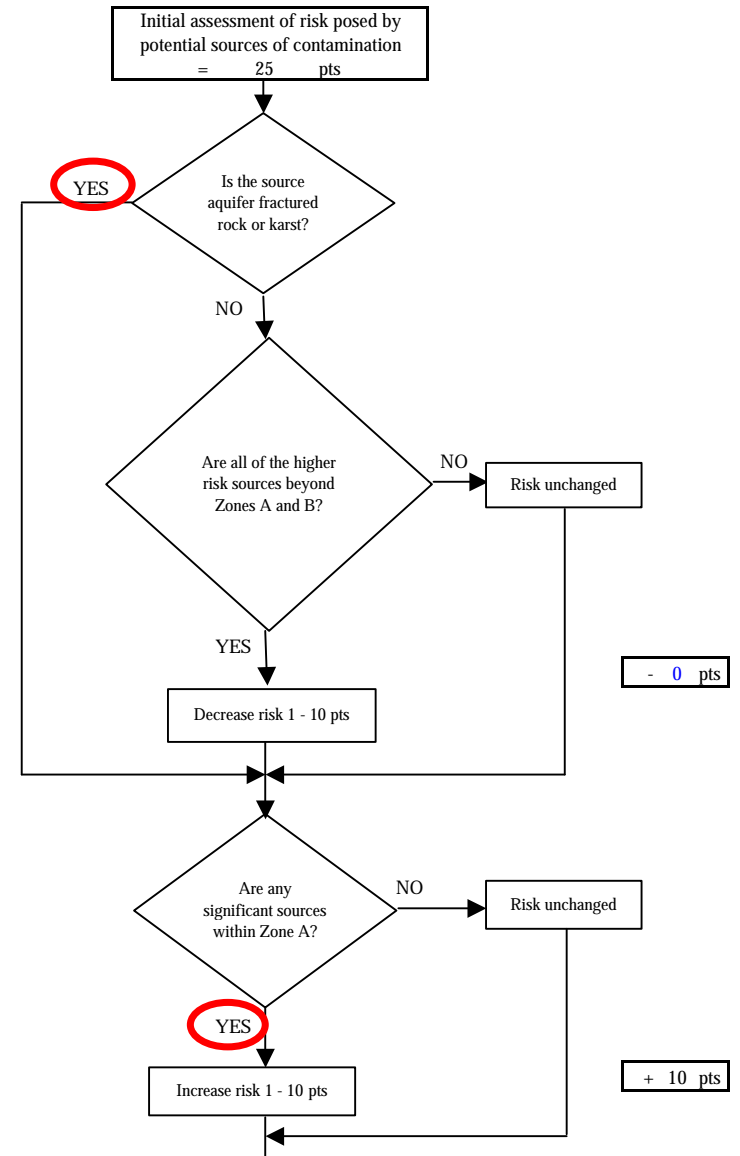 Initial assessment of risk posed by
potential sources of contamination
= 25 pts
YES
Is the source
aquifer fractured
rock or karst?
NO
Are all of the higher
risk sources beyond
Zones A and B?
NO
Risk unchanged
YES
- 0 pts
Decrease risk 1 - 10 pts
Are any
significant sources
within Zone A?
NO
Risk unchanged
YES
+ 10 pts
Increase risk 1 - 10 pts